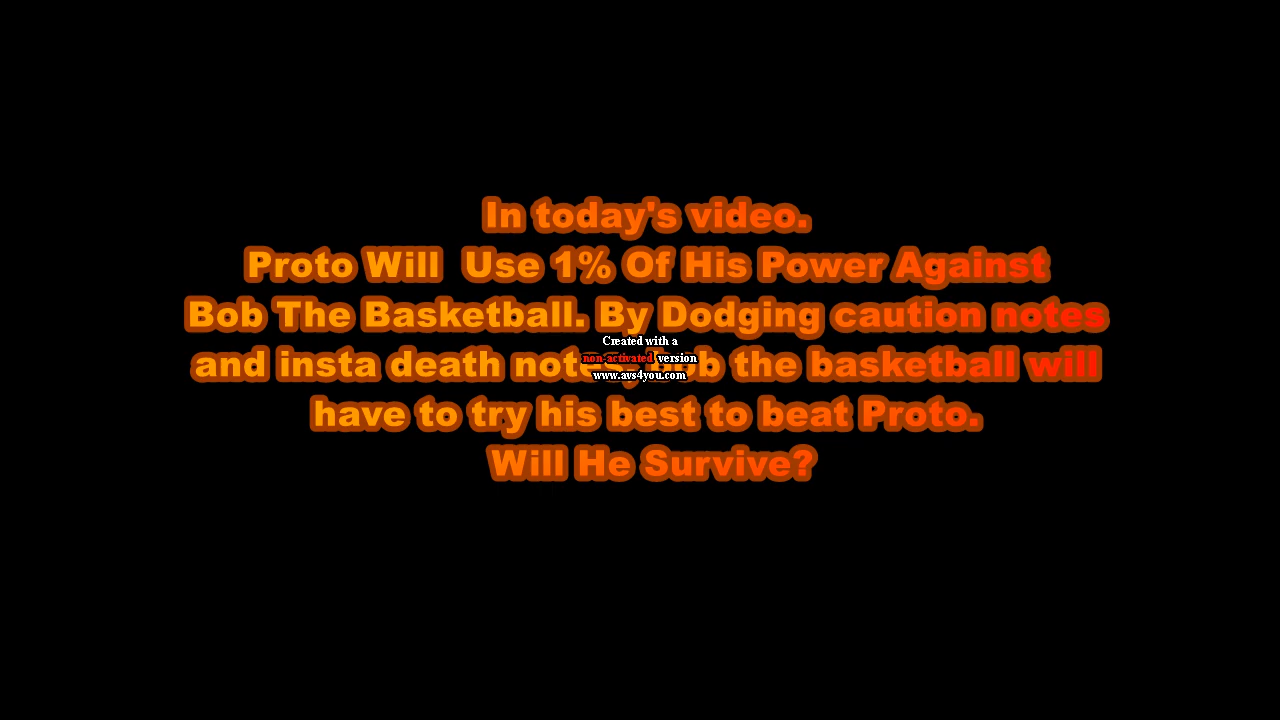 In today's video.
Proto Will  Use 1% Of His Power Against
Bob The Basketball. By Dodging caution notes
Created with a
and insta death notes, bob the basketball will
non-activated version
www.avs4you.com
have to try his best to beat Proto.
Will He Survive?